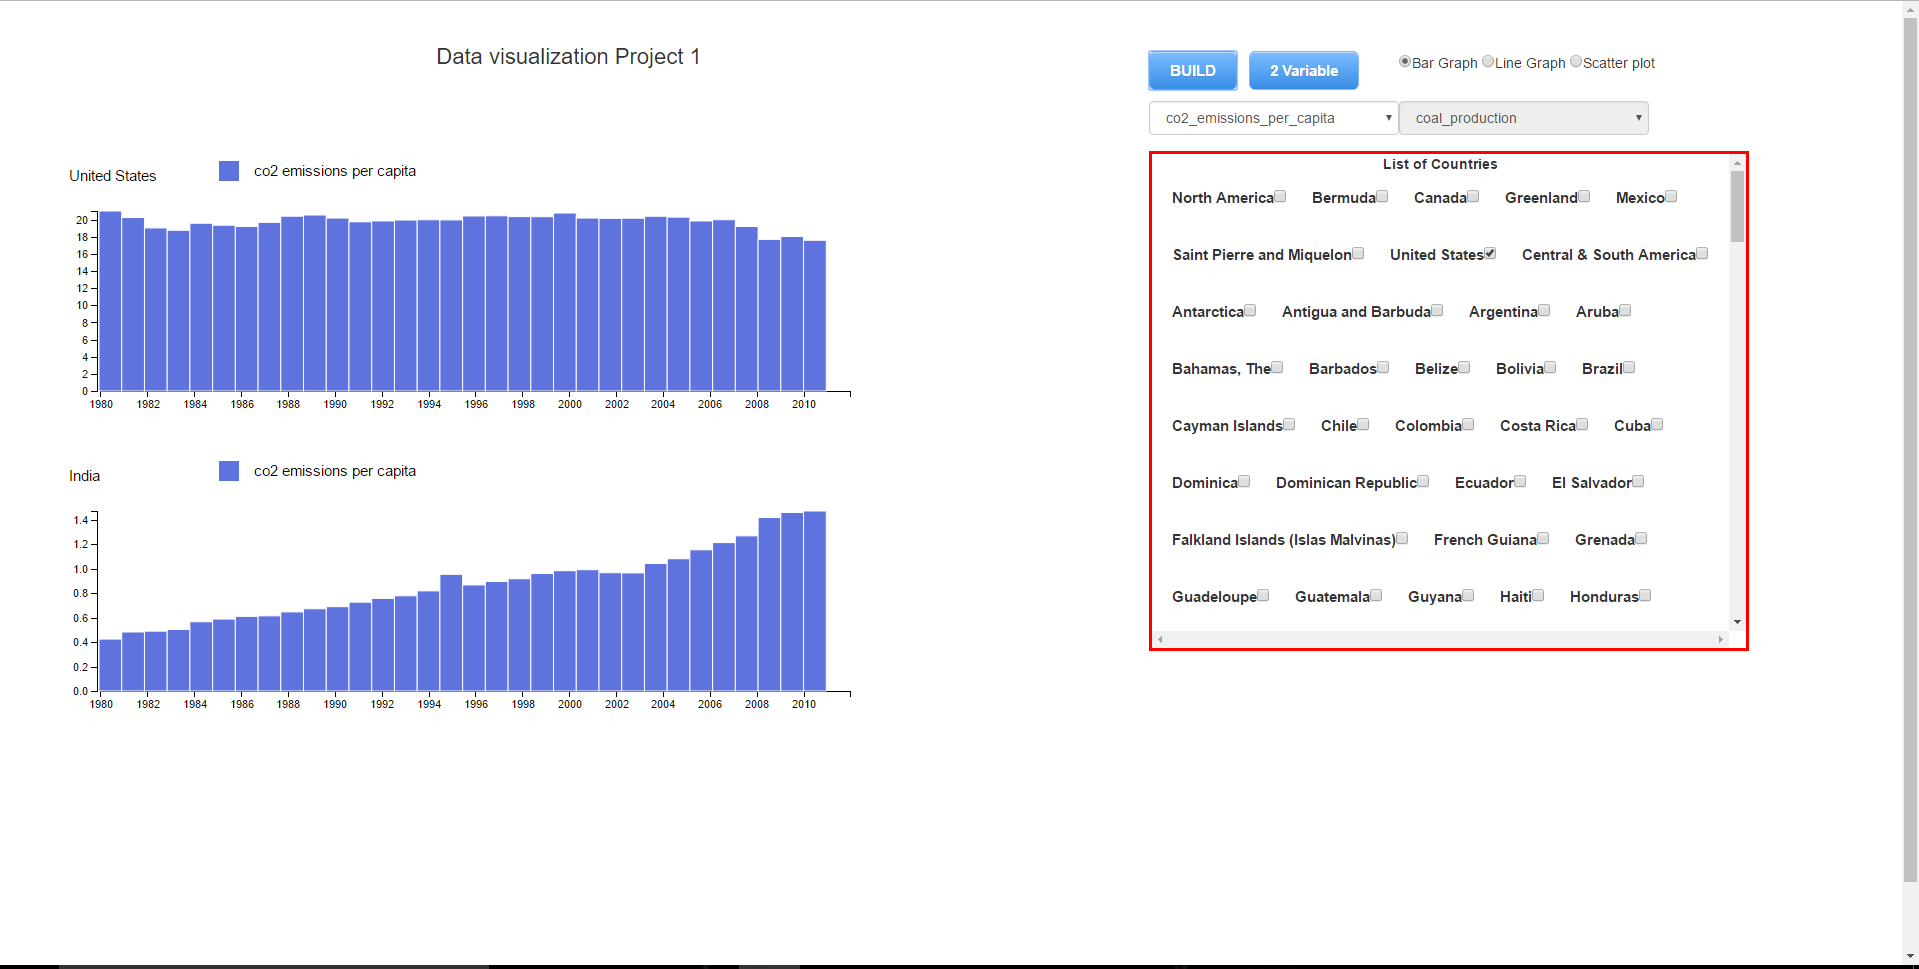 Data visualization Project 1
BUILD
2 Variable
Bar Graph Line Graph Scatter plot
co2_emissions_per_capita
coal_production
United States
co2 emissions per capita
20
18
16
14
12
10
8
6
4
2
0
1980 1982 1984 1986 1988 1990 1992 1994 1996 1998 2000 2002 2004 2006 2008 2010
India
co2 emissions per capita
1.4
1.2
1.0
0.8
0.6
0.4
0.2
0.0
1980 1982 1984 1986 1988 1990 1992 1994 1996 1998 2000 2002 2004 2006 2008 2010
List of Countries
North America Bermuda Canada Greenland Mexico
Saint Pierre and Miquelon United States Central & South America
Antarctica Antigua and Barbuda Argentina Aruba
Bahamas, The Barbados Belize Bolivia Brazil
Cayman Islands Chile Colombia Costa Rica Cuba
Dominica Dominican Republic Ecuador El Salvador
Falkland Islands (Islas Malvinas) French Guiana Grenada
Guadeloupe Guatemala Guyana Haiti Honduras